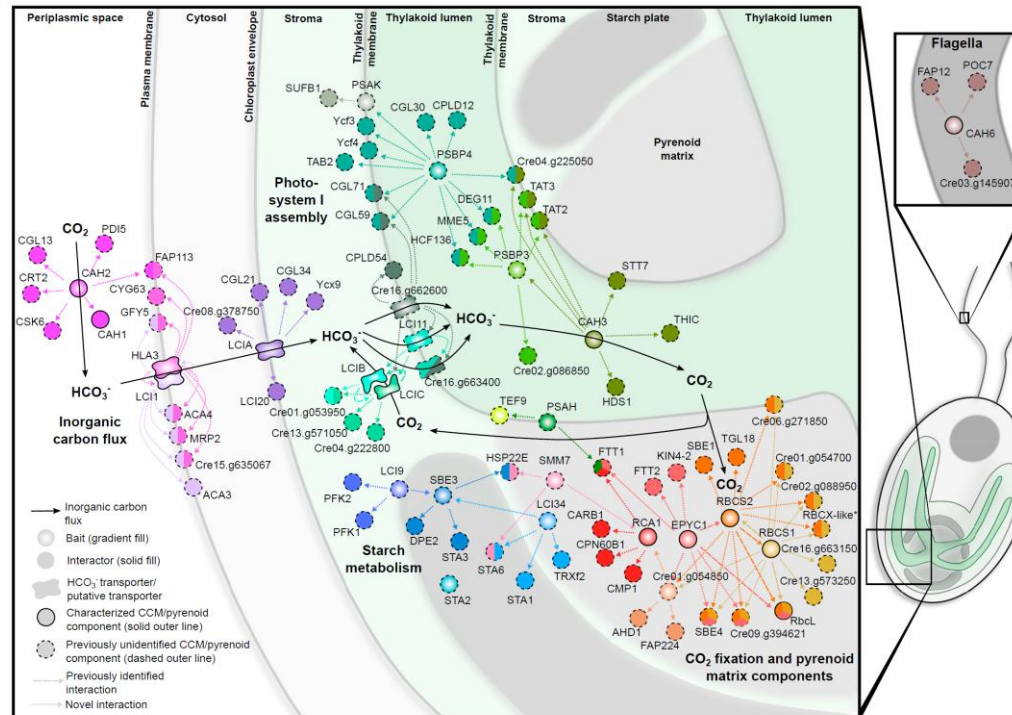 Periplasmic space
Cytosol
Stroma
Thylakoid lumen
Stroma
Starch plate
Thylakoid lumen
Plasma membrane
Chloroplast envelope
Thylakoid
membrane
Thylakoid
membrane
Flagella
FAP12
POC7
CAH6
Cre03.g145907
SUFB1
PSAK
CGL30
CPLD12
Ycf3
Ycf4
PSBP4
TAB2
Cre04.g225050
Pyrenoid
matrix
Photo-
system I
assembly
CGL71
CGL59
DEG11
TAT3
MME5
TAT2
HCF136
PSBP3
CPLD54
Cre16.g662600
STT7
CO2
PDI5
CGL13
FAP113
CAH2
CRT2
CYG63
CGL21
CGL34
Ycx9
GFY5
Cre08.g378750
CSK6
CAH1
HCO3-
LCI11
HCO3-
CAH3
THIC
HLA3
LCIA
LCIB
Cre02.g086850
HCO3-
LCI1
LCIC
Cre16.g663400
CO2
HDS1
Inorganic
carbon flux
ACA4
LCI20
Cre01.g053950
CO2
TEF9
PSAH
Cre06.g271850
MRP2
Cre13.g571050
Cre04.g222800
HSP22E
SMM7
FTT1
KIN4-2
SBE1
TGL18
Cre01.g054700
Cre15.g635067
FTT2
CO2
Cre02.g088950
ACA3
LCI9
SBE3
LCI34
CARB1
RCA1
EPYC1
RBCS2
RBCX-like*
PFK2
RBCS1
PFK1
DPE2
CPN60B1
Cre16.g663150
Starch
metabolism
STA3
STA6
TRXf2
CMP1
Cre01.g054850
Cre13.g573250
STA2
STA1
RbcL
AHD1
FAP224
SBE4
Cre09.g394621
CO2 fixation and pyrenoid
matrix components
Inorganic carbon
flux
Bait (gradient fill)
Interactor (solid fill)
HCO3- transporter/
putative transporter
Characterized CCM/pyrenoid
component (solid outer line)
Previously unidentified CCM/pyrenoid
component (dashed outer line)
Previously identified
interaction
Novel interaction